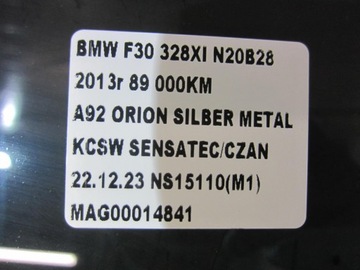 BMW F30 328XI N20B28
2013r 89 000KM
A92 ORION SILBER METAL
KCSW SENSATEC/CZAN
22.12.23 NS15110(M1)
MAG00014841